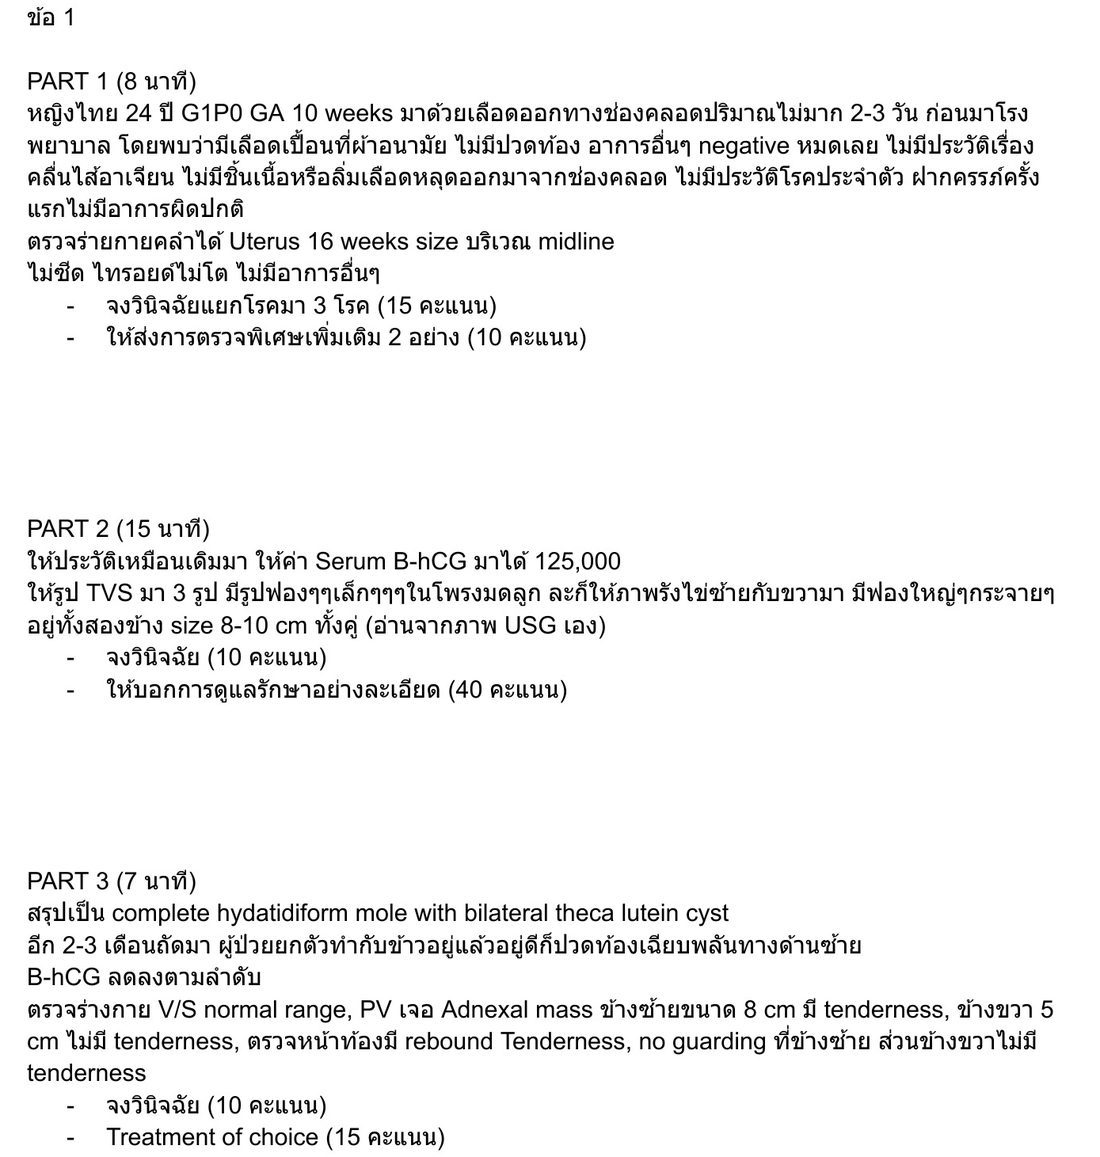 ข้อ 1
PART 1 (8 นาที)
หญิงไทย 24 ปี G1P0 GA 10 weeks มาด้วยเลือดออกทางช่องคลอดปริมาณไม่มาก 2-3 วัน ก่อนมาโรง
พยาบาล โดยพบว่ามีเลือดเปื้อนที่ผ้าอนามัย ไม่มีปวดท้อง อาการอื่นๆ negative หมดเลย ไม่มีประวัติเรื่อง
คลื่นไส้อาเจียน ไม่มีชิ้นเนื้อหรือลิ่มเลือดหลุดออกมาจากช่องคลอด ไม่มีประวัติโรคประจำตัว ฝากครรภ์ครั้ง
แรกไม่มีอาการผิดปกติ
ตรวจร่ายกายคลำได้ Uterus 16 weeks size บริเวณ midline
ไม่ซีด ไทรอยด์ไม่โต ไม่มีอาการอื่นๆ
- จงวินิจฉัยแยกโรคมา 3 โรค (15 คะแนน)
- ให้ส่งการตรวจพิเศษเพิ่มเติม 2 อย่าง (10 คะแนน)
PART 2 (15 นาที)
ให้ประวัติเหมือนเดิมมา ให้ค่า Serum B-hCG มาได้ 125,000
ให้รูป TVS มา 3 รูป มีรูปฟองๆๆเล็กๆๆๆในโพรงมดลูก ละก็ให้ภาพรังไข่ซ้ายกับขวามา มีฟองใหญ่ๆกระจายๆ
อยู่ทั้งสองข้าง size 8-10 cm ทั้งคู่ (อ่านจากภาพ USG เอง)
- จงวินิจฉัย (10 คะแนน)
- ให้บอกการดูแลรักษาอย่างละเอียด (40 คะแนน)
PART 3 (7 นาที)
สรุปเป็น complete hydatidiform mole with bilateral theca lutein cyst
อีก 2-3 เดือนถัดมา ผู้ป่วยยกตัวทำกับข้าวอยู่แล้วอยู่ดีก็ปวดท้องเฉียบพลันทางด้านซ้าย
B-hCG ลดลงตามลำดับ
ตรวจร่างกาย V/S normal range, PV เจอ Adnexal mass ข้างซ้ายขนาด 8 cm มี tenderness, ข้างขวา 5
cm ไม่มี tenderness, ตรวจหน้าท้องมี rebound Tenderness, no guarding ที่ข้างซ้าย ส่วนข้างขวาไม่มี
tenderness
- จงวินิจฉัย (10 คะแนน)
- Treatment of choice (15 คะแนน)